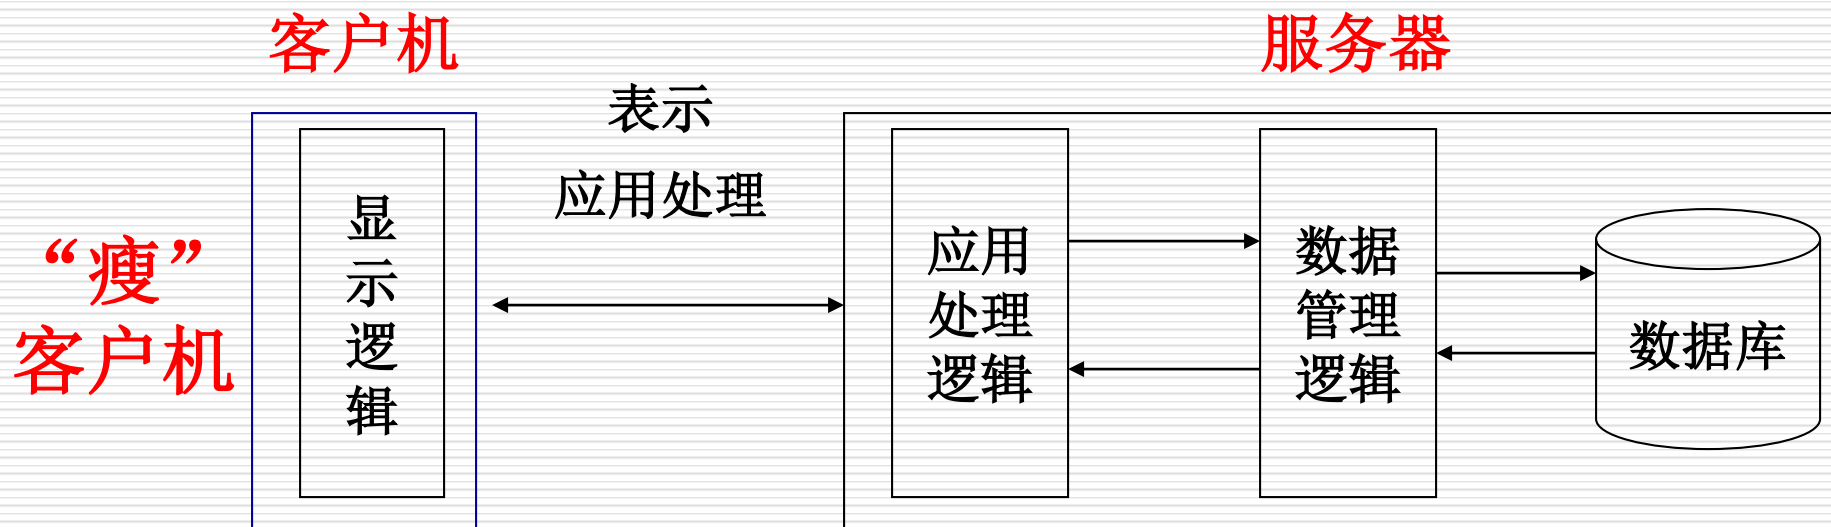 客户机
服务器
表示
应用处理
“瘦”
客户机
显
示
逻
辑
应用
处理
逻辑
数据
管理
逻辑
数据库